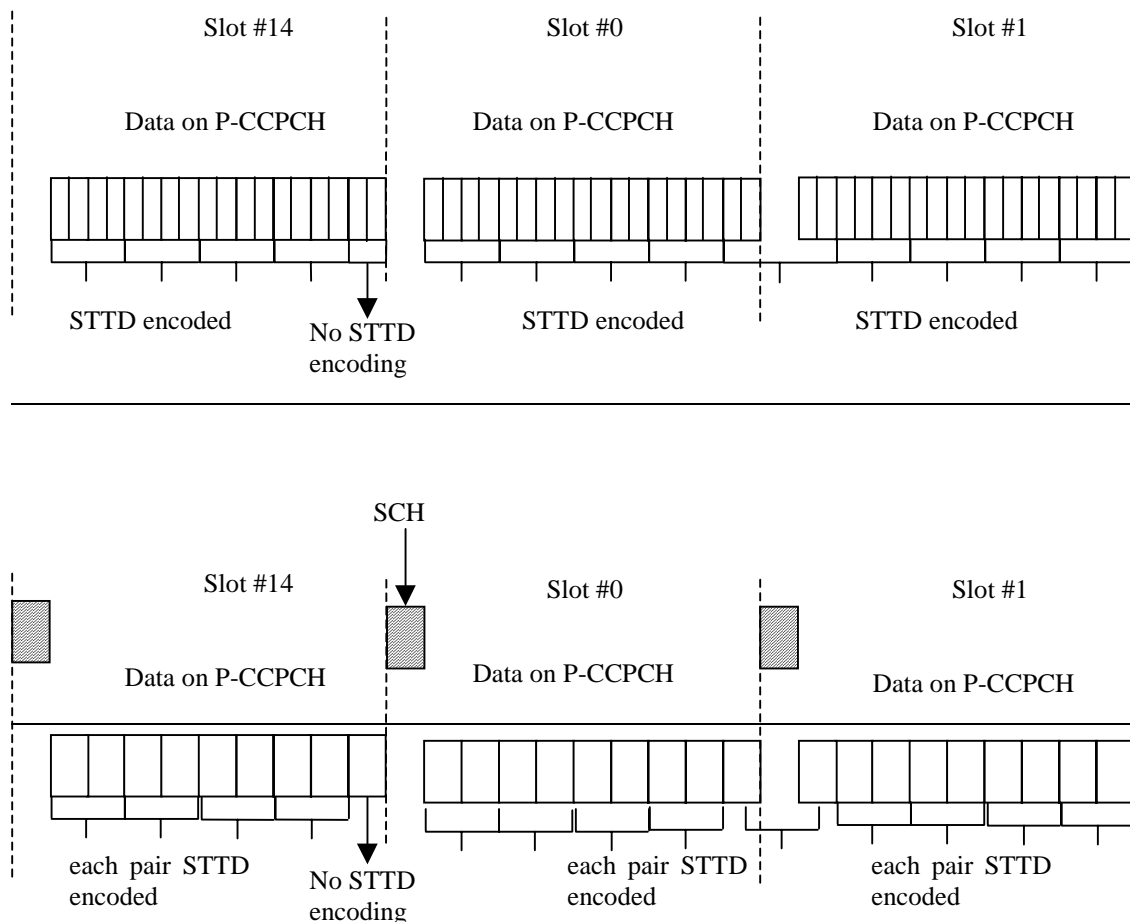 Slot #14
Slot #0
Slot #1
Data on P-CCPCH
Data on P-CCPCH
Data on P-CCPCH
STTD encoded
No STTD
encoding
STTD encoded
STTD encoded
SCH
Slot #14
Slot #0
Slot #1
Data on P-CCPCH
Data on P-CCPCH
Data on P-CCPCH
each pair STTD
encoded
No STTD
encoding
each pair STTD
encoded
each pair STTD
encoded